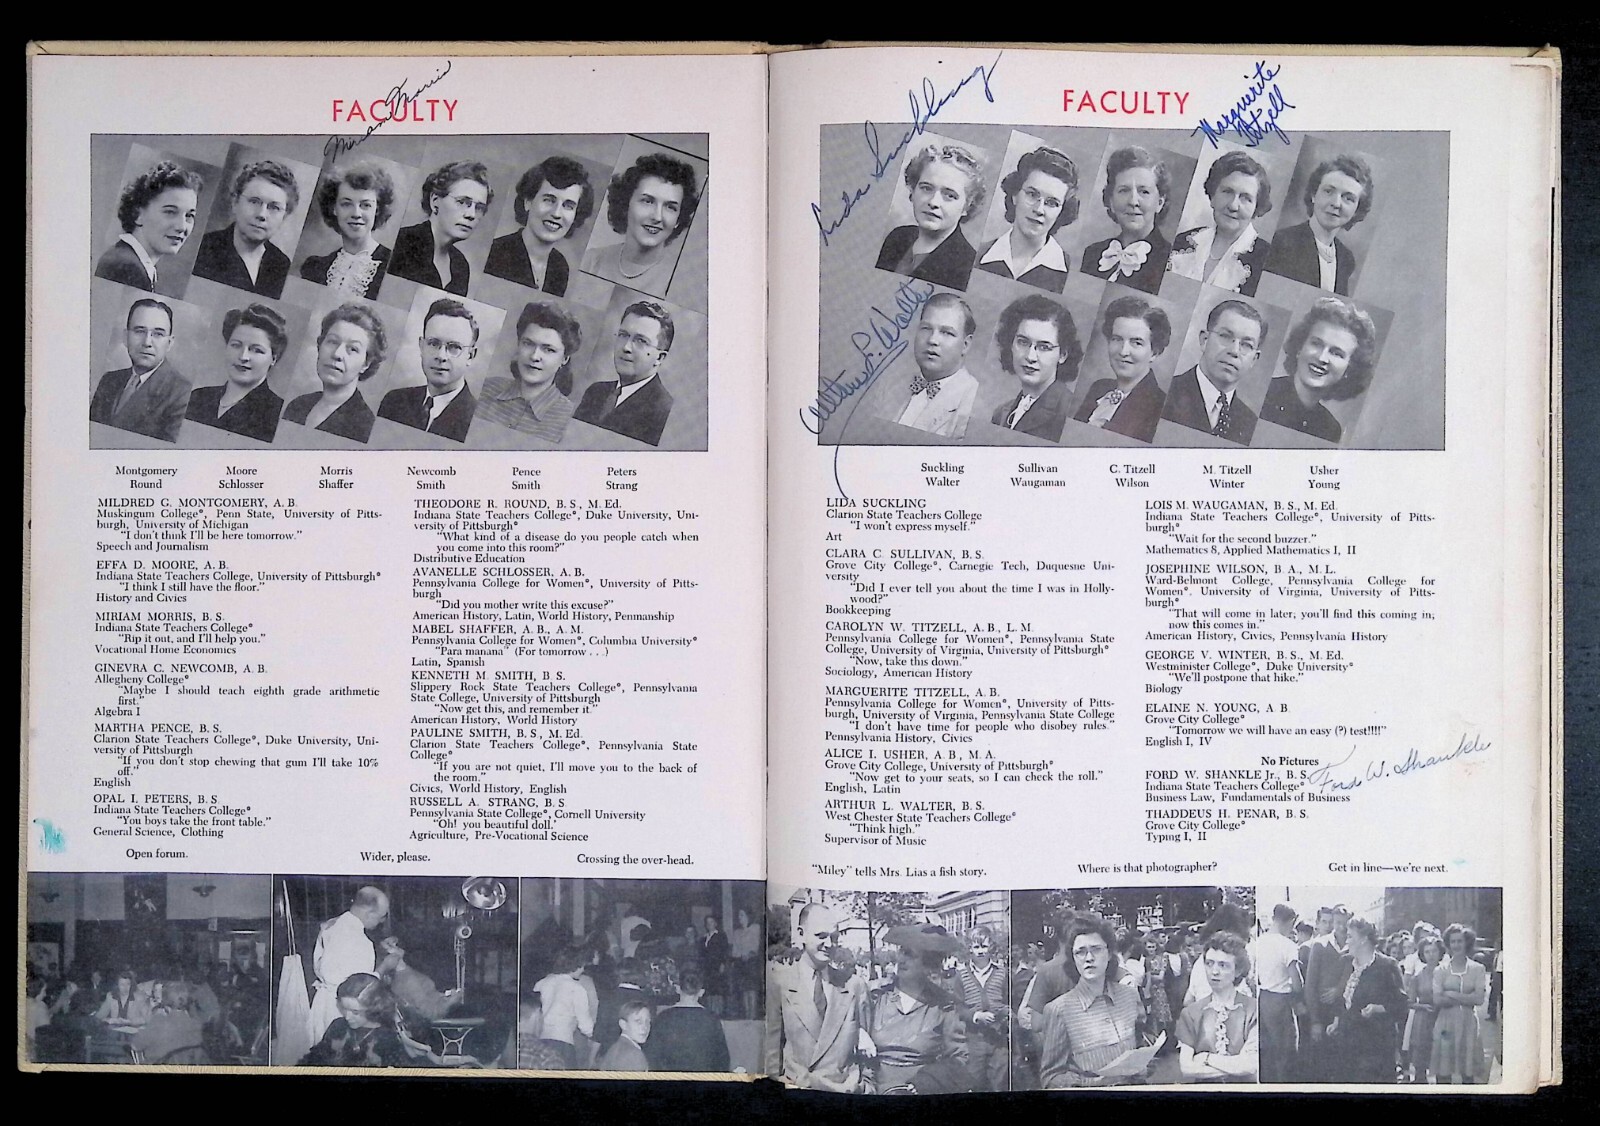 FACULTY
Miriam Morris
Montgomery Moore Morris Newcomb Pence Peters
Round Schlosser Shaffer Smith Smith Strang
MILDRED G. MONTGOMERY, A. B.
Muskingum College°, Penn State, University of Pitts-
burgh, University of Michigan
"I don't think I'll be here tomorrow."
Speech and Journalism
EFFA D. MOORE, A. B.
Indiana State Teachers College, University of Pittsburgh°
"I think I still have the floor."
History and Civics
MIRIAM MORRIS, B. S.
Indiana State Teachers College°
"Rip it out, and I'll help you."
Vocational Home Economics
GINEVRA C. NEWCOMB, A. B.
Allegheny College°
"Maybe I should teach eighth grade arithmetic
first."
Algebra I
MARTHA PENCE, B. S.
Clarion State Teachers College°, Duke University, Uni-
versity of Pittsburgh
"If you don't stop chewing that gum I'll take 10%
off."
English
OPAL I. PETERS, B. S
Indiana State Teachers College°
"You boys take the front table."
General Science, Clothing
THEODORE R. ROUND, B. S., M. Ed.
Indiana State Teachers College°, Duke University, Uni-
versity of Pittsburgh°
"What kind of a disease do you people catch when
you come into this room?"
Distributive Education
AVANELLE SCHLOSSER, A. B.
Pennsylvania College for Women°, University of Pitts-
burgh
"Did you mother write this excuse?"
American History, Latin, World History, Penmanship
MABEL SHAFFER, A. B., A. M.
Pennsylvania College for Women°, Columbia University°
"Para manana" (For tomorrow . . .)
Latin, Spanish
KENNETH M. SMITH, B S.
Slippery Rock State Teachers College°, Pennsylvania
State College, University of Pittsburgh
"Now get this, and remember it."
American History, World History
PAULINE SMITH, B. S., M. Ed.
Clarion State Teachers College°, Pennsylvania State
College°
"If you are not quiet, I'll move you to the back of
the room."
Civics, World History, English
RUSSELL A. STRANG, B. S
Pennsylvania State College°, Cornell University
"Oh! you beautiful doll.'
Agriculture, Pre-Vocational Science
Open forum. Wider, please. Crossing the over-head.
FACULTY
Lida Suckling
Marguerite
Titzell
Arthur L. Walter
Suckling Sullivan C. Titzell M. Titzell Usher
Walter Waugaman Wilson Winter Young
LIDA SUCKLING
Clarion State Teachers College
"I won't express myself."
Art
CLARA C. SULLIVAN, B. S.
Grove City College°, Carnegie Tech, Duquesne Uni-
versity
"Did I ever tell you about the time I was in Holly-
wood?"
Bookkeeping
CAROLYN W. TITZELL, A. B., L. M.
Pennsylvania College for Women°, Pennsylvania State
College, University of Virginia, University of Pittsburgh°
"Now, take this down."
Sociology, American History
MARGUERITE TITZELL, A. B.
Pennsylvania College for Women°, University of Pitts-
burgh, University of Virginia, Pennsylvania State College
"I don't have time for people who disobey rules."
Pennsylvania History, Civics
ALICE I. USHER, A. B, M. A.
Grove City College, University of Pittsburgh°
"Now get to your seats, so I can check the roll."
English, Latin
ARTHUR L. WALTER, B. S.
West Chester State Teachers College°
"Think high."
Supervisor of Music
LOIS M. WAUGAMAN, B. S., M. Ed.
Indiana State Teachers College°, University of Pitts-
burgh°
"Wait for the second buzzer."
Mathematics 8, Applied Mathematics I, II
JOSEPHINE WILSON, B. A., M. L.
Ward-Belmont College, Pennsylvania College for
Women°, University of Virginia, University of Pitts-
burgh°
"That will come in later; you'll find this coming in;
now this comes in."
American History, Civics, Pennsylvania History
GEORGE V. WINTER, B. S., M. Ed.
Westminister College°, Duke University°
"We'll postpone that hike."
Biology
ELAINE N. YOUNG, A. B
Grove City College°
"Tomorrow we will have an easy (?) test!!!!"
English I, IV
No Pictures
FORD W. SHANKLE Jr., B. S.
Indiana State Teachers College°
Business Law, Fundamentals of Business
Ford W. Shankle
THADDEUS H. PENAR, B. S.
Grove City College°
Typing I, II
"Miley" tells Mrs. Lias a fish story. Where is that photographer? Get in line—we're next.